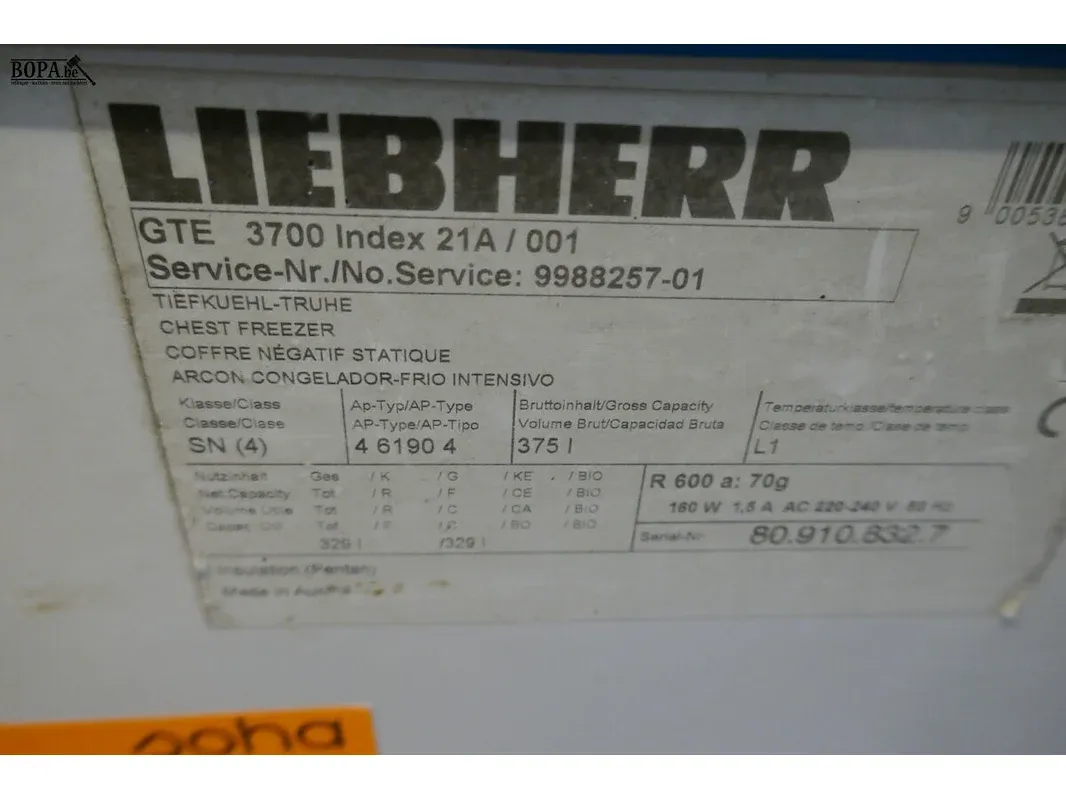 BOPA.be
LIEBHERR
9 00536
GTE 3700 Index 21A / 001
Service-Nr./No.Service: 9988257-01
TIEFKUEHL-TRUHE
CHEST FREEZER
COFFRE NÉGATIF STATIQUE
ARCON CONGELADOR-FRIO INTENSIVO
Klasse/Class Ap-Typ/AP-Type Bruttoinhalt/Gross Capacity Temperaturklasse/temperature class
Classe/Clase AP-Type/AP-Tipo Volume Brut/Capacidad Bruta Classe de temp./Clase de temp.
SN (4) 4 6190 4 375 l L1
Nutzinhalt Ges / K / G / KE / BIO
Net.Capacity Tot / R / F / CE / BIO
Volume Utile Tot / R / C / CA / BIO
Tot
329 l /329 l
R 600 a: 70g
160 W 1,5 A AC 220-240 V 50 Hz
Serial-Nr 80.910.832.7
Insulation (Pentan)
Made in Austria